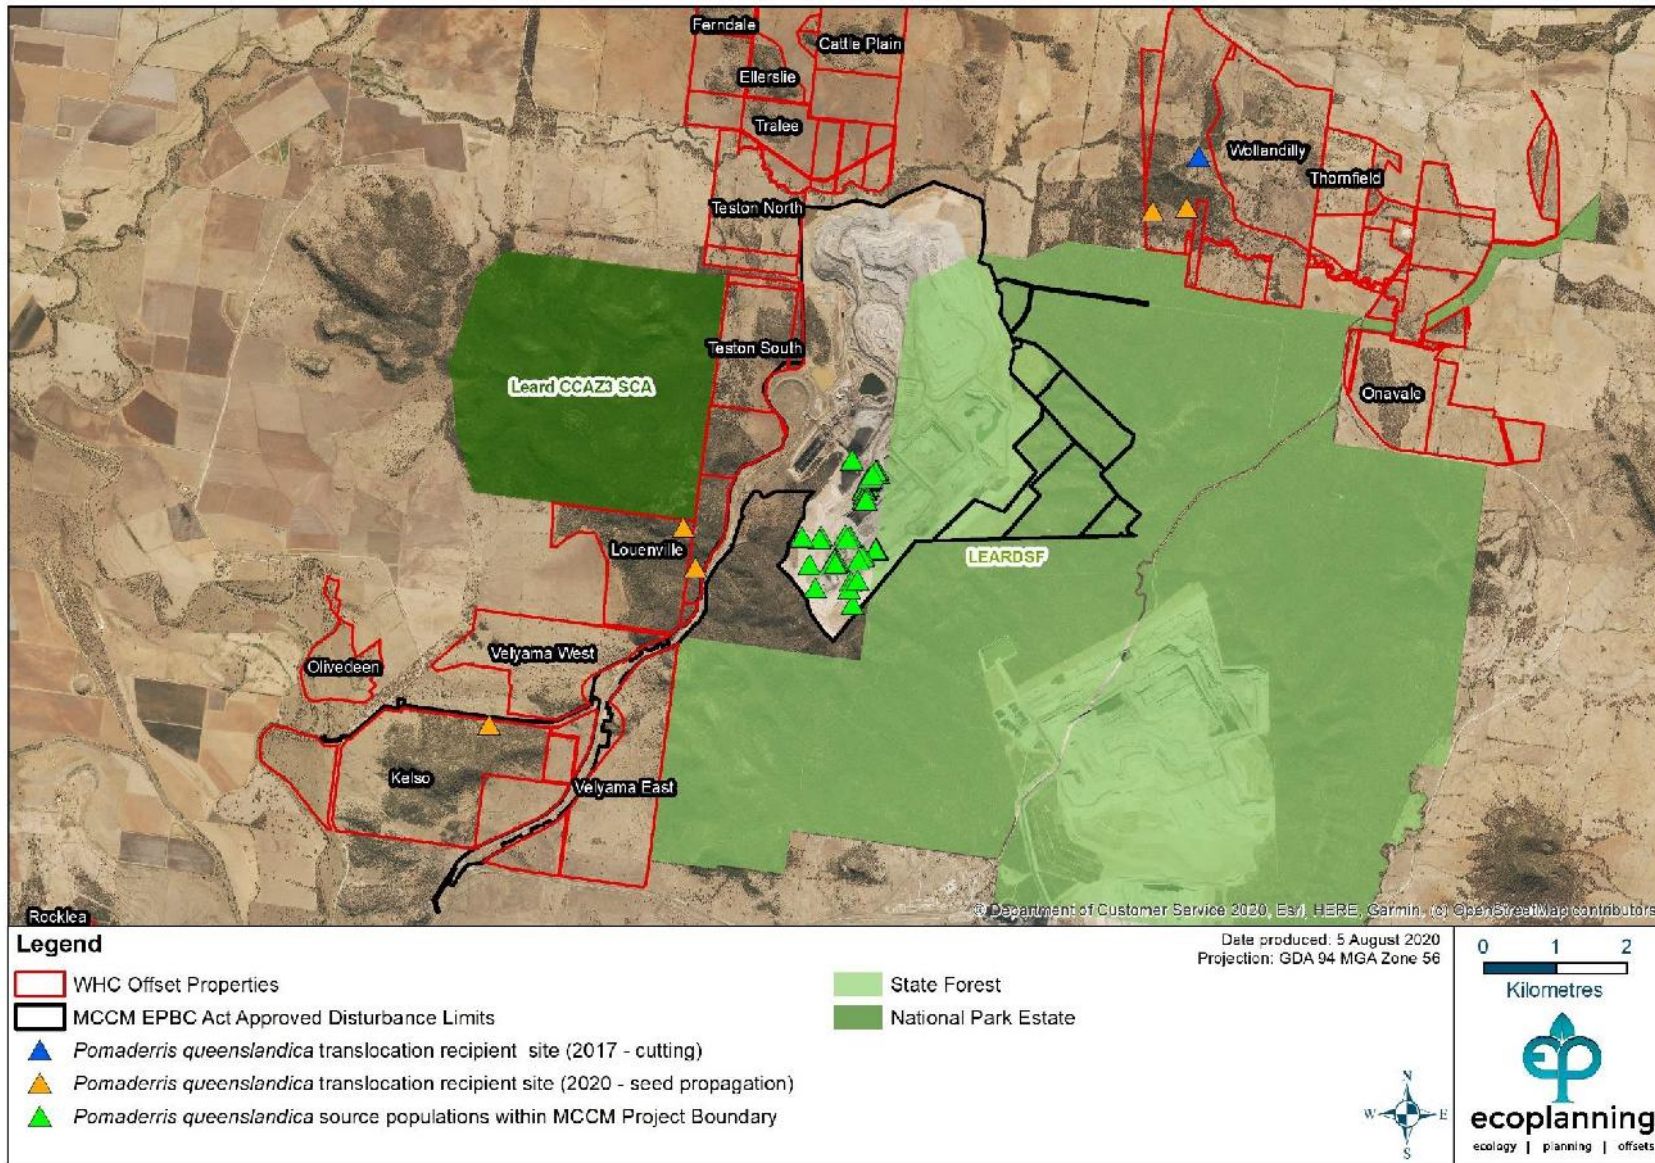 Ferndale
Cattle Plain
Ellerslie
Tralee
Wollandilly
Thornfield
Teston North
Teston South
Leard CCAZ3 SCA
Onavale
Louenville
LEARDSF
Velyama West
Olivedeen
Kelso
Velyama East
Rocklea
© Department of Customer Service 2020, Esri, HERE, Garmin, (c) OpenStreetMap contributors
Legend
Date produced: 5 August 2020
Projection: GDA 94 MGA Zone 56
WHC Offset Properties
MCCM EPBC Act Approved Disturbance Limits
Pomaderris queenslandica translocation recipient site (2017 - cutting)
Pomaderris queenslandica translocation recipient site (2020 - seed propagation)
Pomaderris queenslandica source populations within MCCM Project Boundary
State Forest
National Park Estate
0 1 2
Kilometres
N
W E
S
ep
ecoplanning
ecology | planning | offsets